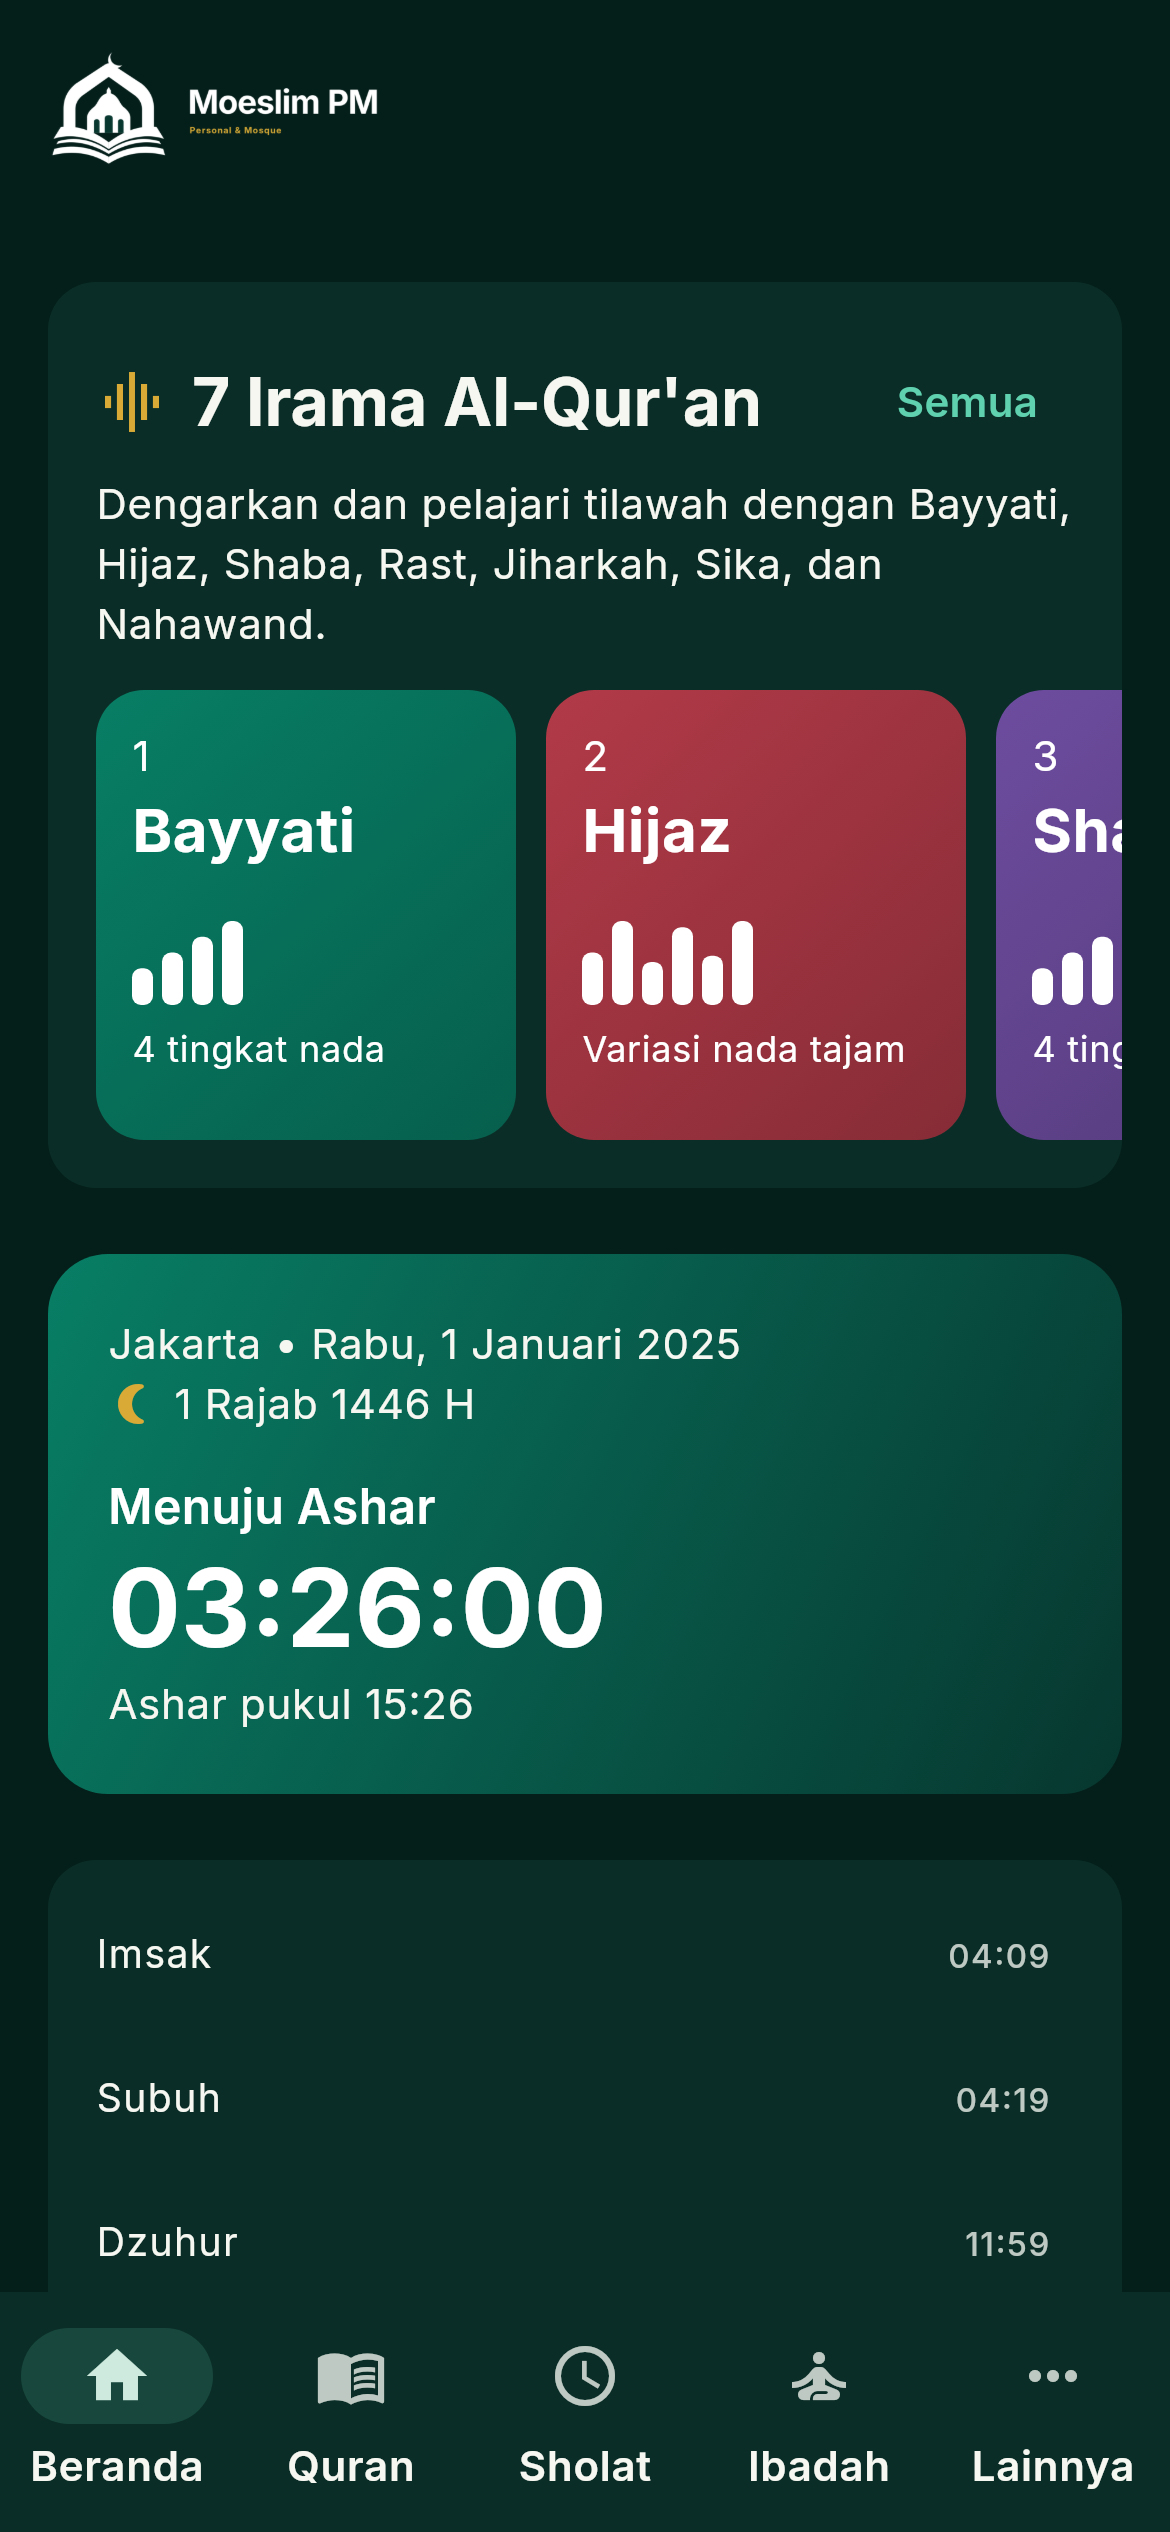 Moeslim PM
Personal & Mosque
7 Irama Al-Qur'an
Semua
Dengarkan dan pelajari tilawah dengan Bayyati,
Hijaz, Shaba, Rast, Jiharkah, Sika, dan
Nahawand.
1
Bayyati
4 tingkat nada
2
Hijaz
Variasi nada tajam
3
Sha
4 ting
Jakarta • Rabu, 1 Januari 2025
1 Rajab 1446 H
Menuju Ashar
03:26:00
Ashar pukul 15:26
Imsak 04:09
Subuh 04:19
Dzuhur 11:59
Beranda Quran Sholat Ibadah Lainnya